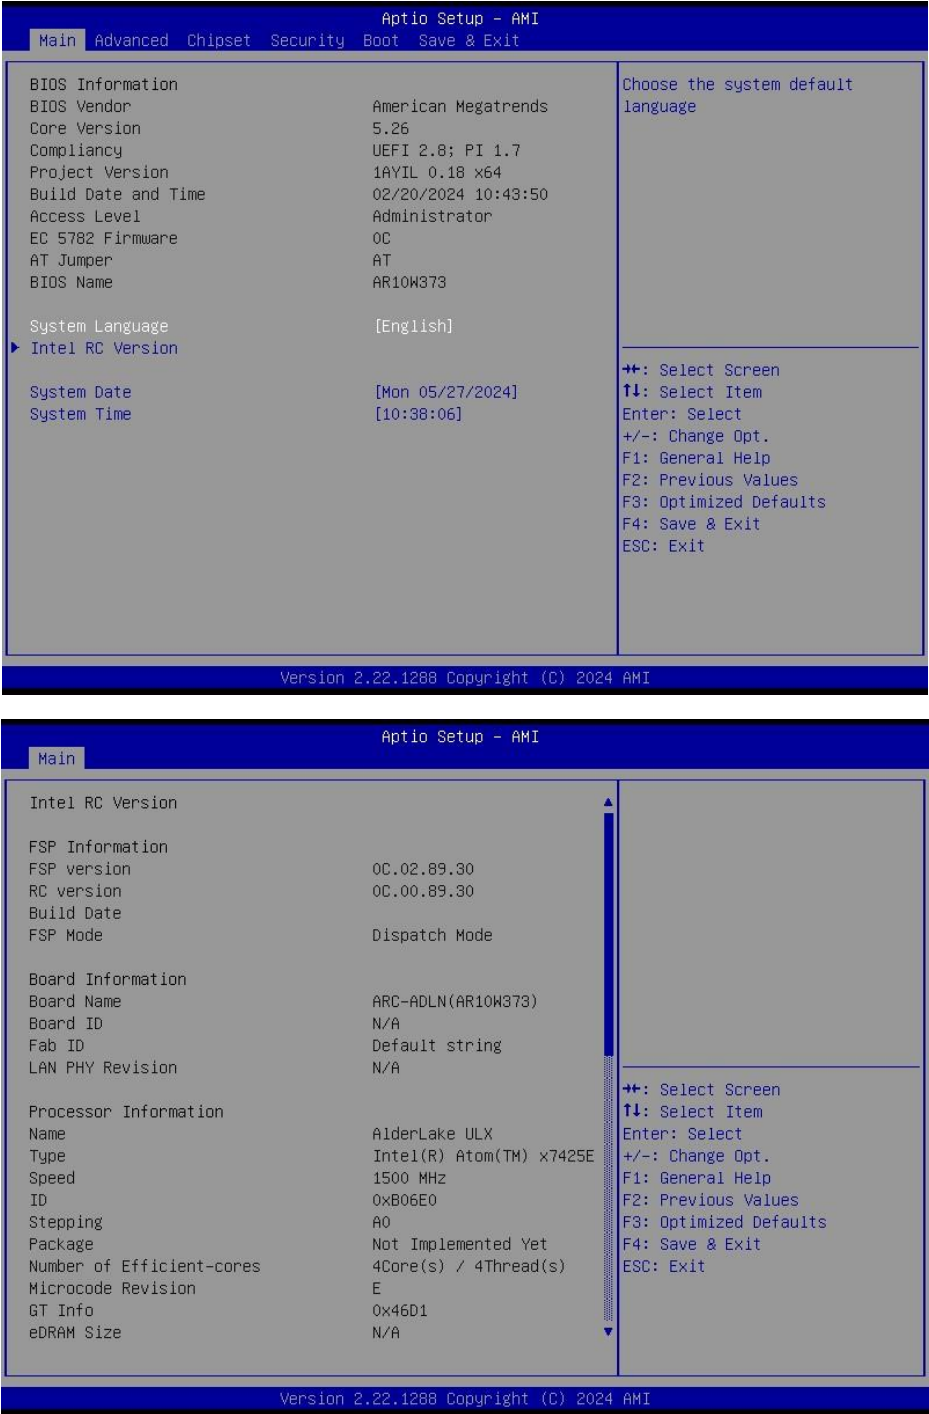 Aptio Setup - AMI
Main Advanced Chipset Security Boot Save & Exit
BIOS Information
BIOS Vendor American Megatrends
Core Version 5.26
Compliancy UEFI 2.8; PI 1.7
Project Version 1AYIL 0.18 x64
Build Date and Time 02/20/2024 10:43:50
Access Level Administrator
EC 5782 Firmware 0C
AT Jumper AT
BIOS Name AR10W373
System Language [English]
Intel RC Version
System Date [Mon 05/27/2024]
System Time [10:38:06]
Choose the system default
language
→←: Select Screen
↑↓: Select Item
Enter: Select
+/-: Change Opt.
F1: General Help
F2: Previous Values
F3: Optimized Defaults
F4: Save & Exit
ESC: Exit
Version 2.22.1288 Copyright (C) 2024 AMI
Aptio Setup - AMI
Main
Intel RC Version
FSP Information
FSP version 0C.02.89.30
RC version 0C.00.89.30
Build Date
FSP Mode Dispatch Mode
Board Information
Board Name ARC-ADLN(AR10W373)
Board ID N/A
Fab ID Default string
LAN PHY Revision N/A
Processor Information
Name AlderLake ULX
Type Intel(R) Atom(TM) x7425E
Speed 1500 MHz
ID 0xB06E0
Stepping A0
Package Not Implemented Yet
Number of Efficient-cores 4Core(s) / 4Thread(s)
Microcode Revision E
GT Info 0x46D1
eDRAM Size N/A
→←: Select Screen
↑↓: Select Item
Enter: Select
+/-: Change Opt.
F1: General Help
F2: Previous Values
F3: Optimized Defaults
F4: Save & Exit
ESC: Exit
Version 2.22.1288 Copyright (C) 2024 AMI